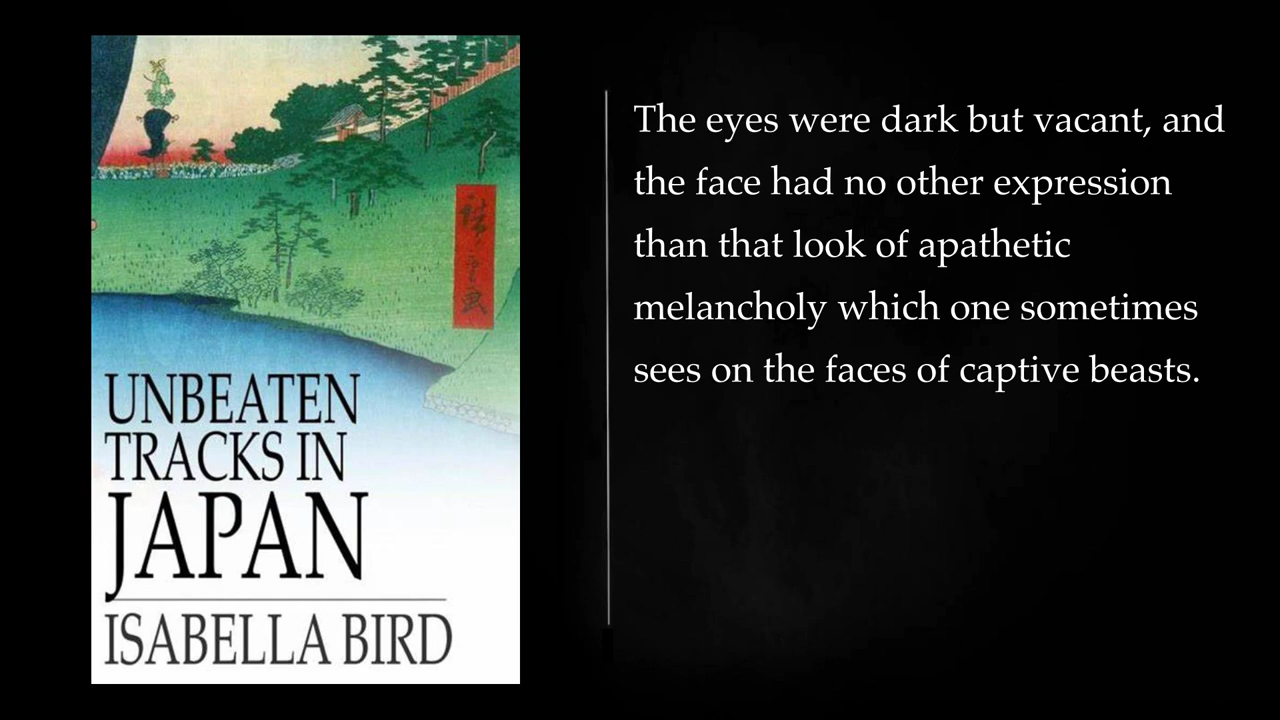 UNBEATEN
TRACKS IN
JAPAN
ISABELLA BIRD
The eyes were dark but vacant, and
the face had no other expression
than that look of apathetic
melancholy which one sometimes
sees on the faces of captive beasts.